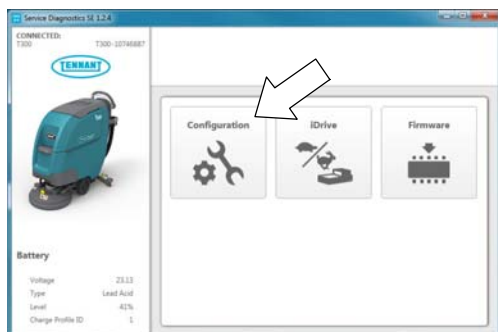 Service Diagnostics SE 1.2.4
CONNECTED:
T300 T300-10746887
TENNANT
Configuration iDrive Firmware
Battery
Voltage 23.13
Type Lead Acid
Level 41%
Charge Profile ID 1